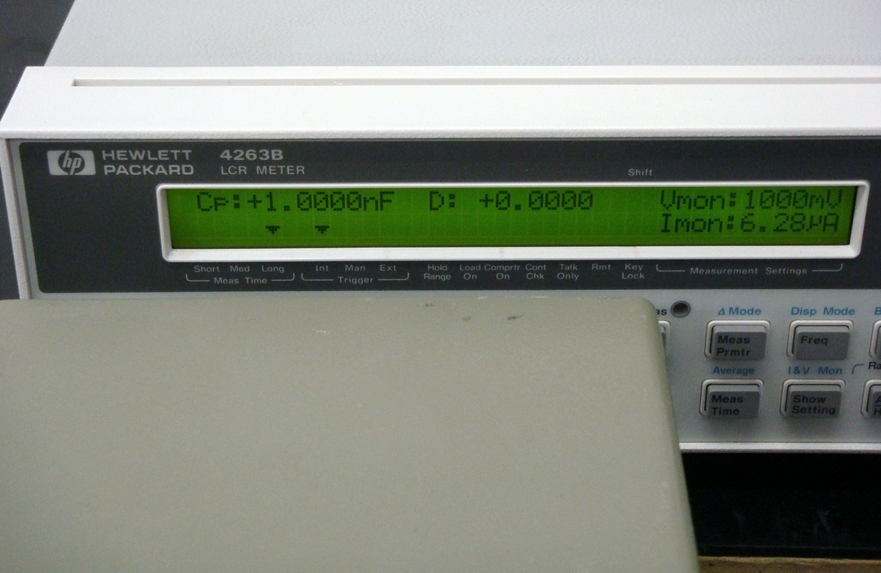 hp HEWLETT PACKARD 4263B LCR METER
Shift
Cp:+1.0000nF D: +0.0000 Vmon:1000mV
Imon:6.28µA
Short Med Long Int Man Ext Hold Range Load On Comprtr On Cont Chk Talk Only Rmt Key Lock Measurement Settings
Meas Time Trigger
Δ Mode Disp Mode
Meas Prmtr Freq
Average I&V Mon
Meas Time Show Setting